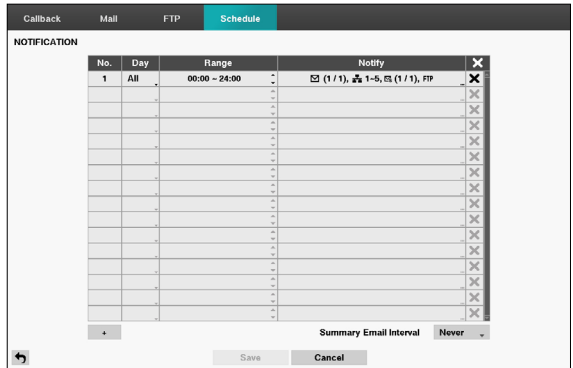 Callback Mail FTP Schedule
NOTIFICATION
No. Day Range Notify
1 All 00:00 ~ 24:00 (1 / 1), 1~5, (1 / 1), FTP
+ Summary Email Interval Never
Save Cancel